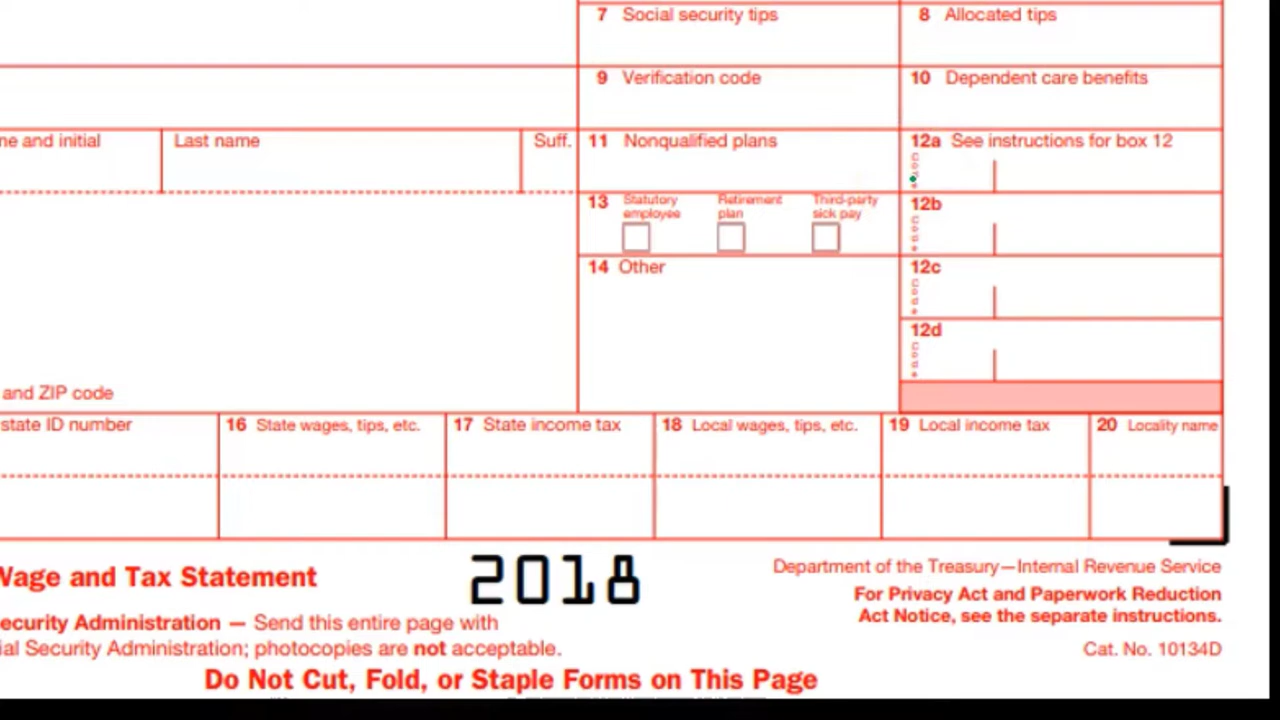 7 Social security tips
8 Allocated tips
9 Verification code
10 Dependent care benefits
ne and initial
Last name
Suff.
11 Nonqualified plans
12a See instructions for box 12
Code
13 Statutory employee
Retirement plan
Third-party sick pay
12b
Code
14 Other
12c
Code
12d
Code
and ZIP code
state ID number
16 State wages, tips, etc.
17 State income tax
18 Local wages, tips, etc.
19 Local income tax
20 Locality name
Wage and Tax Statement
2018
Department of the Treasury—Internal Revenue Service
For Privacy Act and Paperwork Reduction
Act Notice, see the separate instructions.
ecurity Administration — Send this entire page with
ial Security Administration; photocopies are not acceptable.
Cat. No. 10134D
Do Not Cut, Fold, or Staple Forms on This Page